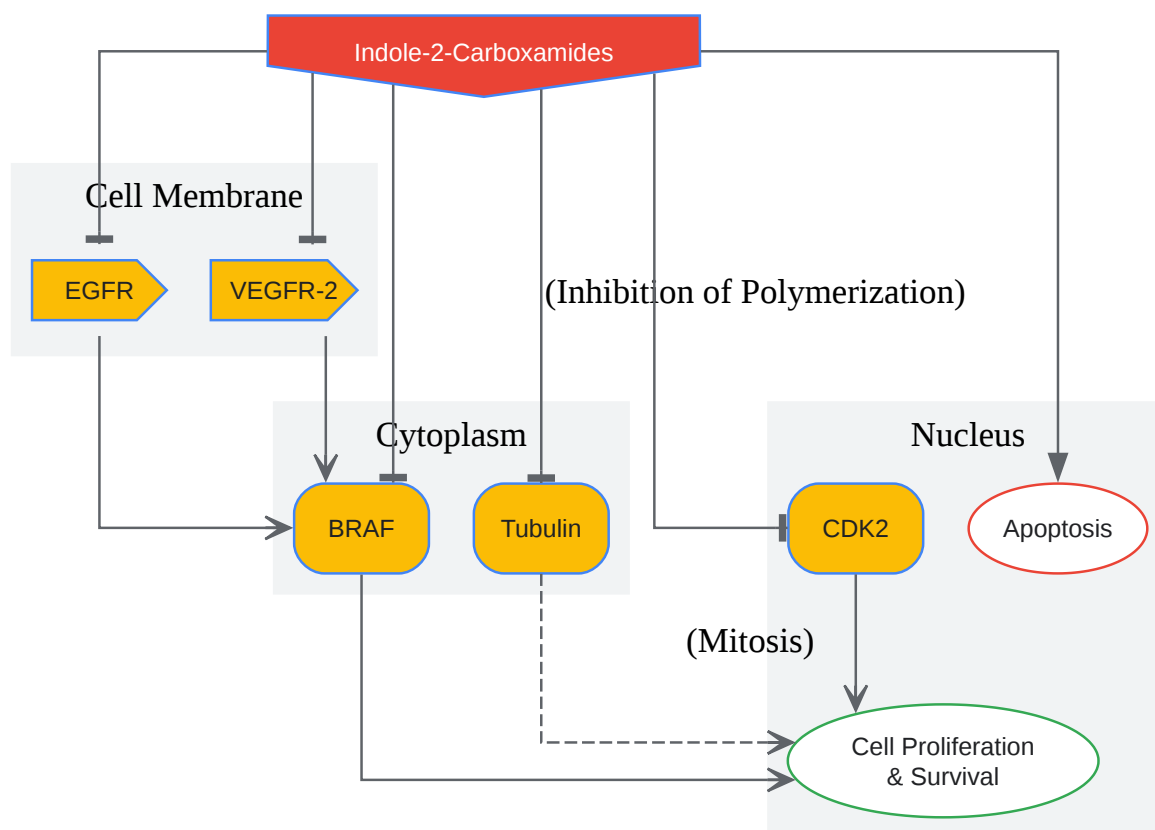 Indole-2-Carboxamides
Cell Membrane
EGFR
VEGFR-2
(Inhibition of Polymerization)
Cytoplasm
Nucleus
BRAF
Tubulin
CDK2
Apoptosis
(Mitosis)
Cell Proliferation
& Survival